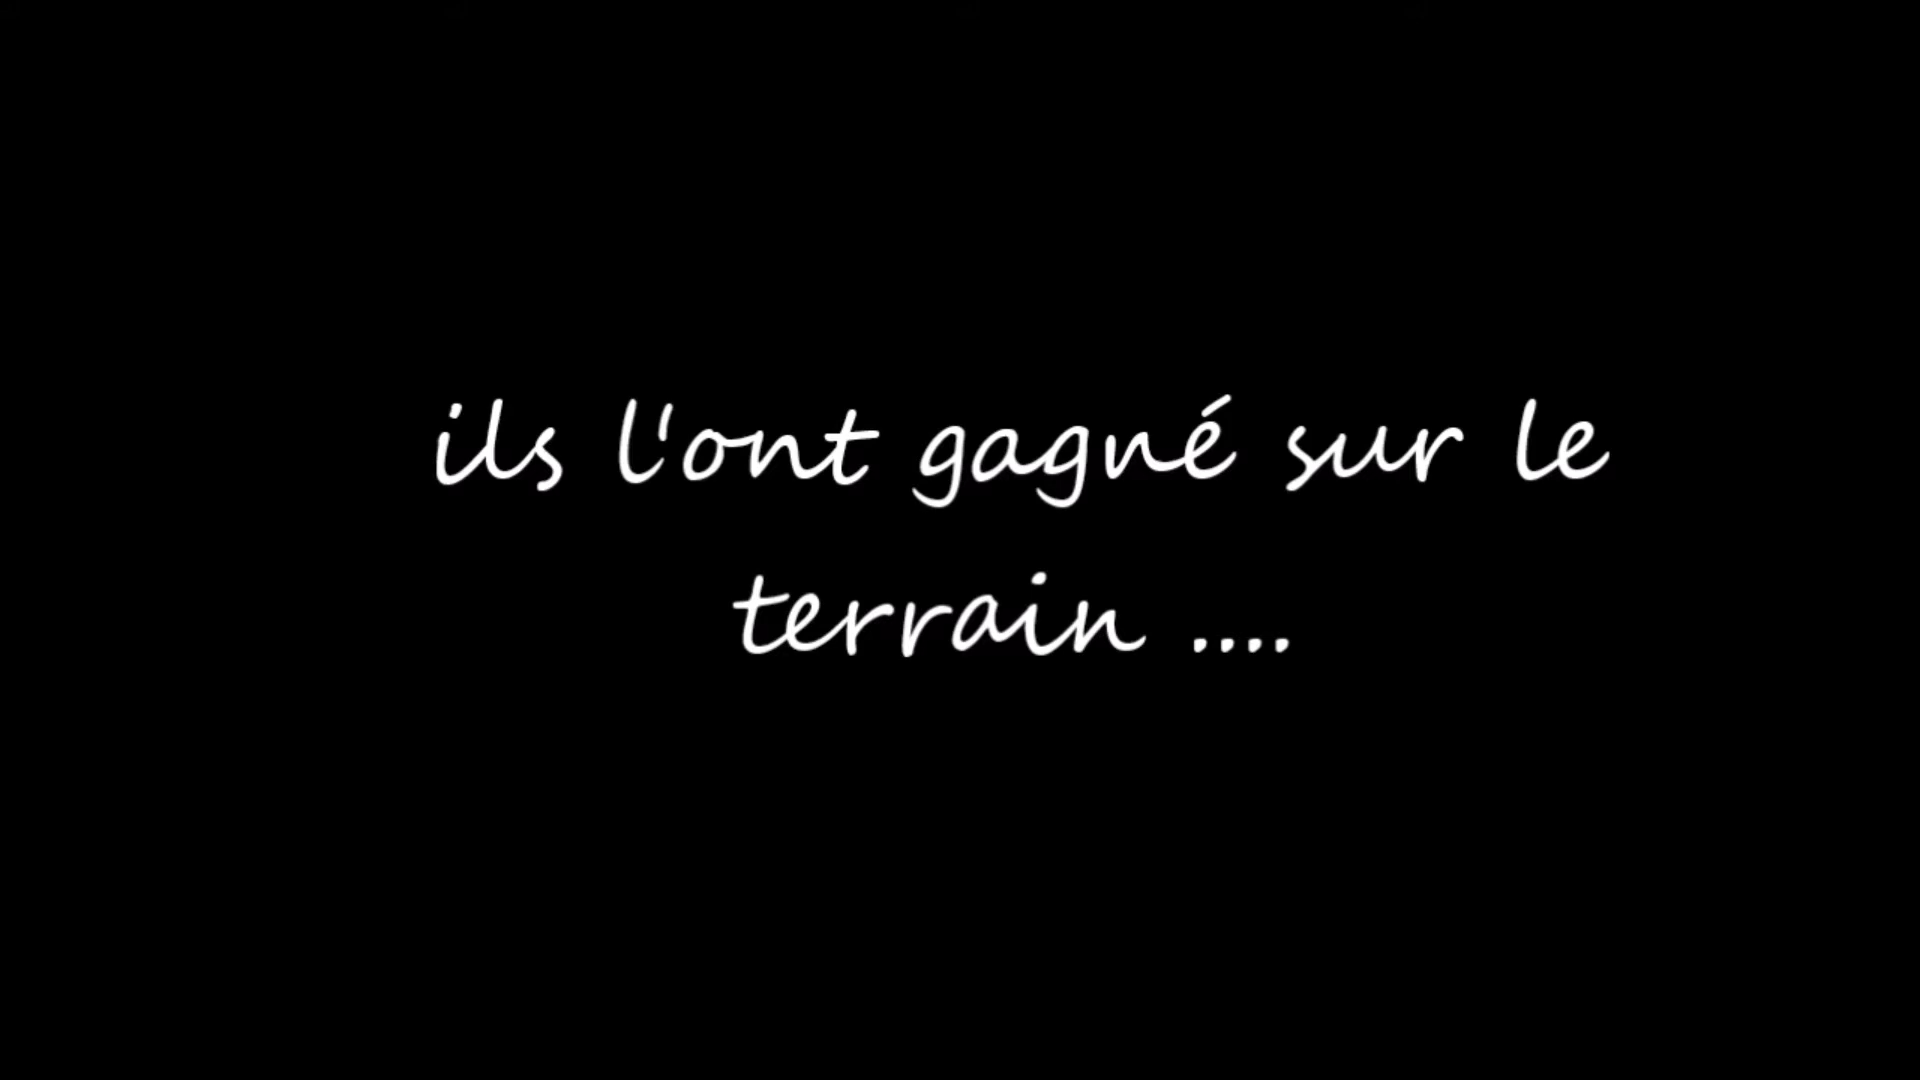 ils l'ont gagné sur le
terrain ....